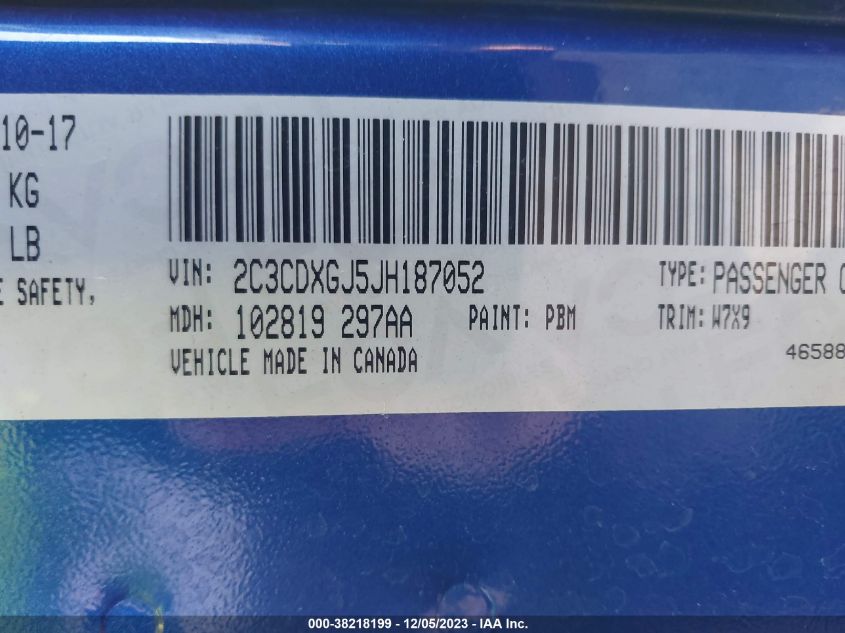 10-17
KG
LB
E SAFETY,
VIN: 2C3CDXGJ5JH187052
TYPE: PASSENGER
MDH: 102819 297AA
PAINT: PBM
TRIM: W7X9
VEHICLE MADE IN CANADA
46588
000-38218199 - 12/05/2023 - IAA Inc.